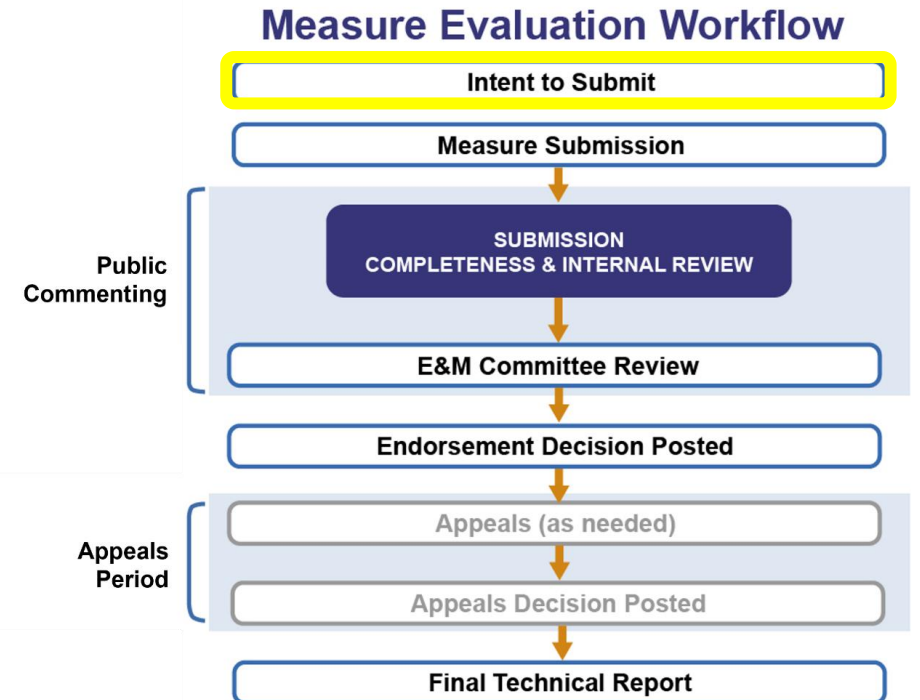 Measure Evaluation Workflow
Intent to Submit
Measure Submission
Public
Commenting
SUBMISSION
COMPLETENESS & INTERNAL REVIEW
E&M Committee Review
Endorsement Decision Posted
Appeals
Period
Appeals (as needed)
Appeals Decision Posted
Final Technical Report